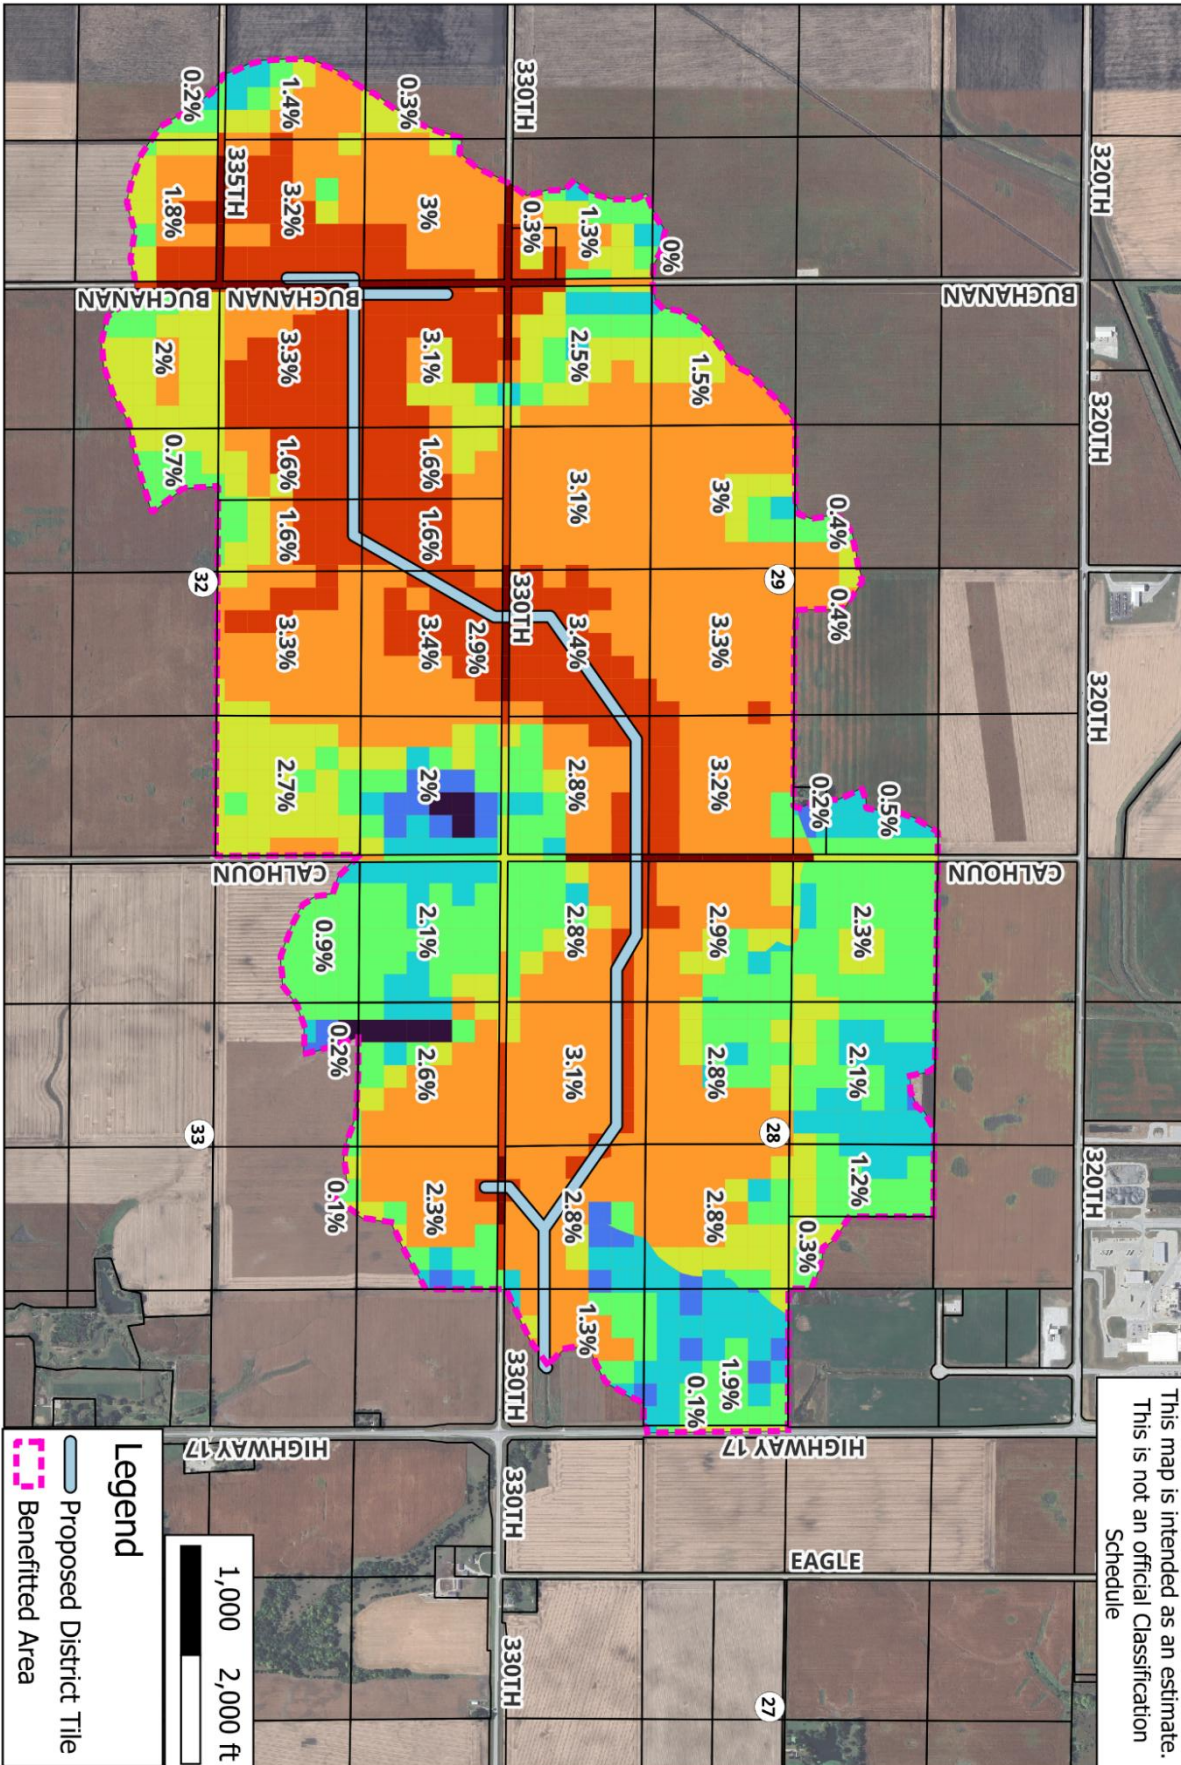 This map is intended as an estimate.
This is not an official Classification
Schedule
320TH
320TH
320TH
320TH
BUCHANAN
CALHOUN
HIGHWAY 17
0.5%
2.3%
2.1%
1.2%
0.4%
0.4%
0.2%
0.3%
EAGLE
29
28
27
3%
3.3%
3.2%
2.9%
2.8%
2.8%
1.9%
1.5%
0.1%
0%
1.3%
2.5%
3.1%
3.4%
2.8%
2.8%
3.1%
2.8%
1.3%
0.3%
330TH
330TH
330TH
330TH
330TH
2.9%
0.3%
3%
3.1%
1.6%
1.6%
3.4%
2%
2.1%
2.6%
2.3%
BUCHANAN
0.9%
0.2%
0.1%
1.4%
3.2%
3.3%
1.6%
1.6%
3.3%
2.7%
CALHOUN
HIGHWAY 17
335TH
0.2%
1.8%
BUCHANAN
2%
0.7%
32
33
1,000 2,000 ft
Legend
Proposed District Tile
Benefitted Area